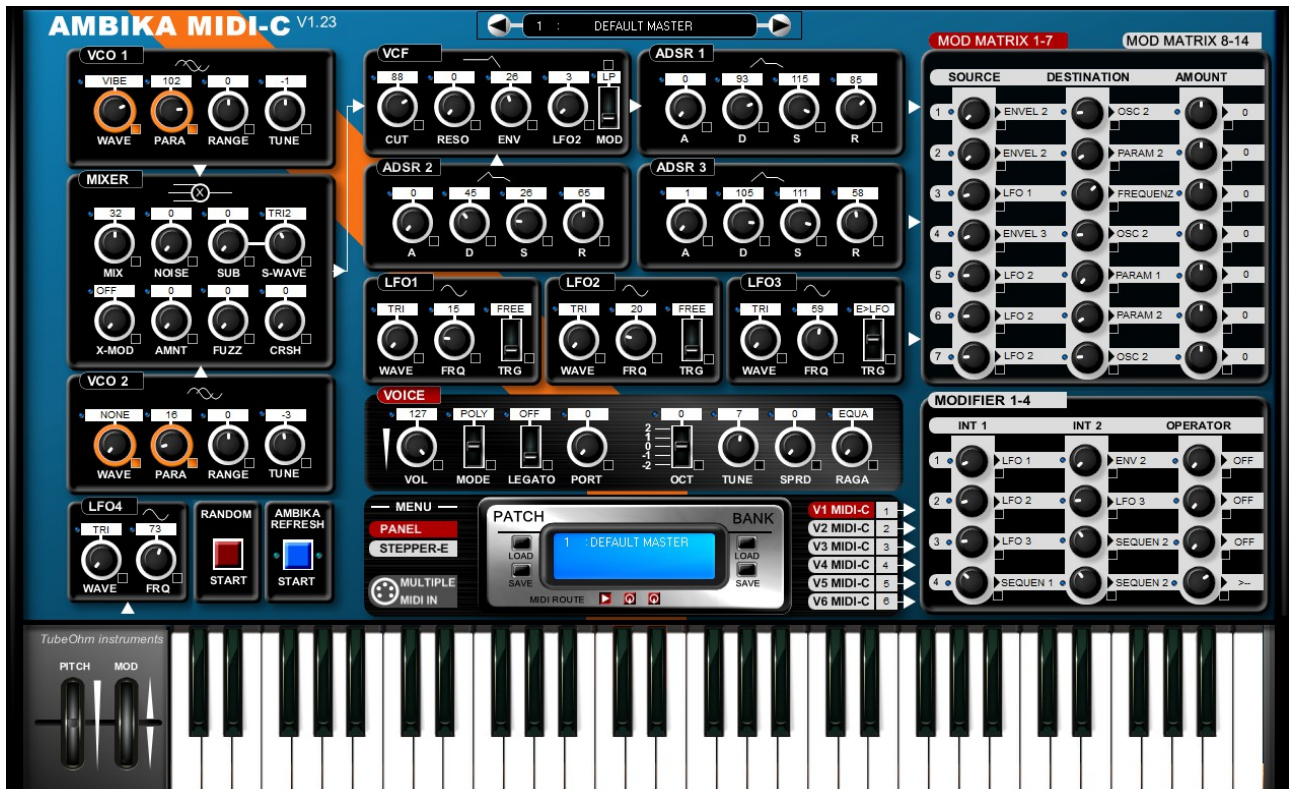 AMBIKA MIDI-C V1.23
1 : DEFAULT MASTER
VCO 1
VIBE 102 0 -1
WAVE PARA RANGE TUNE
MIXER
X
32 0 0 TRI2
MIX NOISE SUB S-WAVE
OFF 0 0 0
X-MOD AMNT FUZZ CRSH
VCO 2
NONE 16 0 -3
WAVE PARA RANGE TUNE
LFO4
TRI 73
WAVE FRQ
RANDOM
START
AMBIKA
REFRESH
START
VCF
88 0 26 3 LP
CUT RESO ENV LFO2 MOD
ADSR 1
0 93 115 85
A D S R
ADSR 2
0 45 26 65
A D S R
ADSR 3
1 105 111 58
A D S R
LFO1
TRI 15 FREE
WAVE FRQ TRG
LFO2
TRI 20 FREE
WAVE FRQ TRG
LFO3
TRI 59 E>LFO
WAVE FRQ TRG
VOICE
127 POLY OFF 0 0 7 0 EQUA
2
1
0
-1
-2
VOL MODE LEGATO PORT OCT TUNE SPRD RAGA
MENU
PANEL
STEPPER-E
MULTIPLE
MIDI IN
PATCH BANK
1 :DEFAULT MASTER
LOAD LOAD
SAVE SAVE
MIDI ROUTE
V1 MIDI-C 1
V2 MIDI-C 2
V3 MIDI-C 3
V4 MIDI-C 4
V5 MIDI-C 5
V6 MIDI-C 6
MOD MATRIX 1-7 MOD MATRIX 8-14
SOURCE DESTINATION AMOUNT
1 ENVEL 2 OSC 2 0
2 ENVEL 2 PARAM 2 0
3 LFO 1 FREQUENZ 0
4 ENVEL 3 OSC 2 0
5 LFO 2 PARAM 1 0
6 LFO 2 PARAM 2 0
7 LFO 2 OSC 2 0
MODIFIER 1-4
INT 1 INT 2 OPERATOR
1 LFO 1 ENV 2 OFF
2 LFO 2 LFO 3 OFF
3 LFO 3 SEQUEN 2 OFF
4 SEQUEN 1 SEQUEN 2 >--
TubeOhm instruments
PITCH MOD